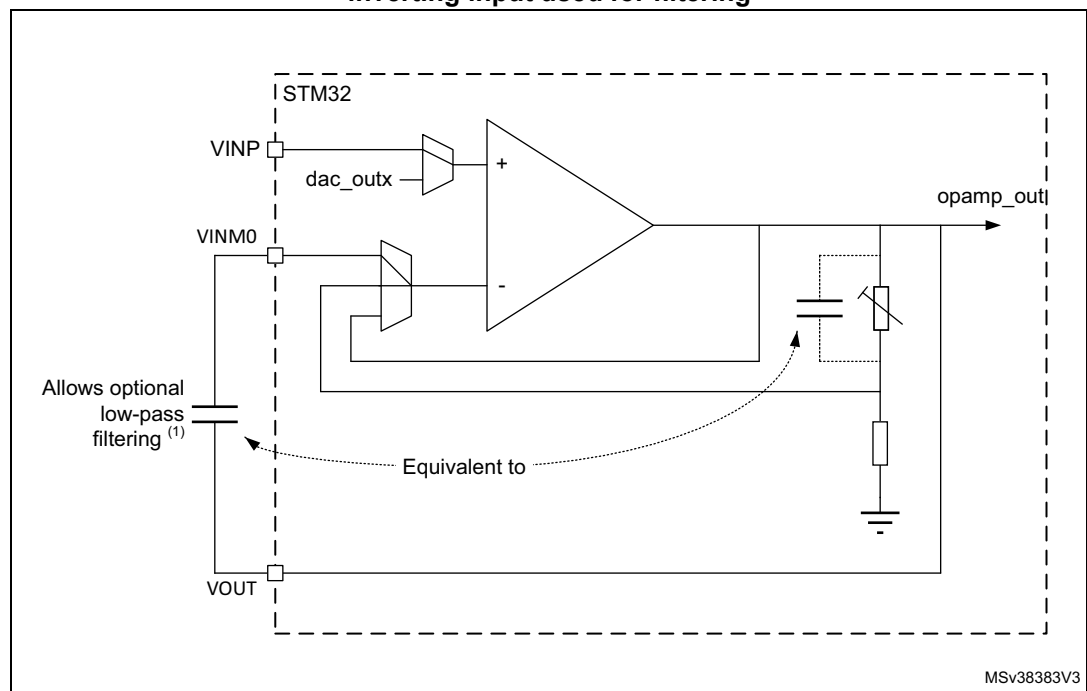 inverting input used for filtering
STM32
VINP
+
dac_outx
opamp_out
VINM0
-
Allows optional
low-pass
filtering (1)
Equivalent to
VOUT
MSv38383V3